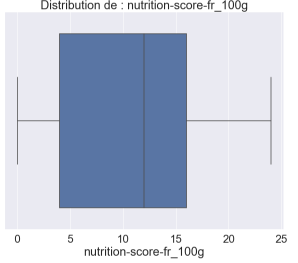 Distribution de : nutrition-score-fr_100g
0 5 10 15 20 25
nutrition-score-fr_100g